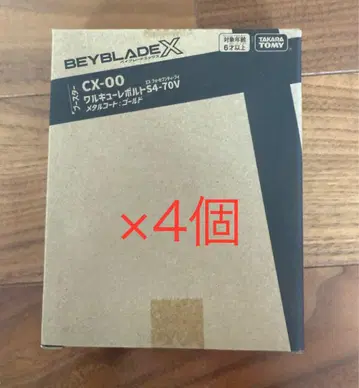 BEYBLADE X
ベイブレードエックス
対象年齢
6才以上
TAKARA
TOMY
ブースター
CX-00
ワルキューレボルトS4-70V
メタルコート:ゴールド
×4個